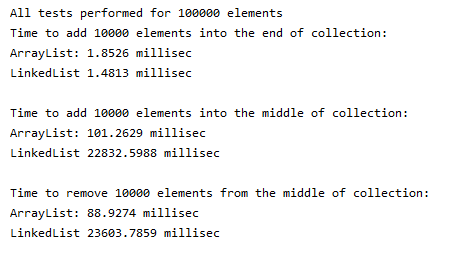 All tests performed for 100000 elements
Time to add 10000 elements into the end of collection:
ArrayList: 1.8526 millisec
LinkedList 1.4813 millisec
Time to add 10000 elements into the middle of collection:
ArrayList: 101.2629 millisec
LinkedList 22832.5988 millisec
Time to remove 10000 elements from the middle of collection:
ArrayList: 88.9274 millisec
LinkedList 23603.7859 millisec